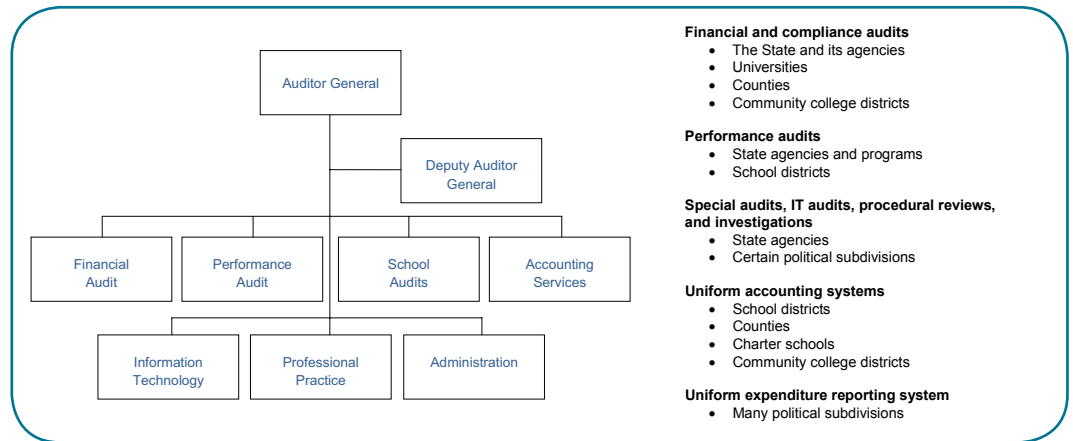 Auditor General
Deputy Auditor
General
Financial
Audit
Performance
Audit
School
Audits
Accounting
Services
Information
Technology
Professional
Practice
Administration
Financial and compliance audits
• The State and its agencies
• Universities
• Counties
• Community college districts
Performance audits
• State agencies and programs
• School districts
Special audits, IT audits, procedural reviews,
and investigations
• State agencies
• Certain political subdivisions
Uniform accounting systems
• School districts
• Counties
• Charter schools
• Community college districts
Uniform expenditure reporting system
• Many political subdivisions